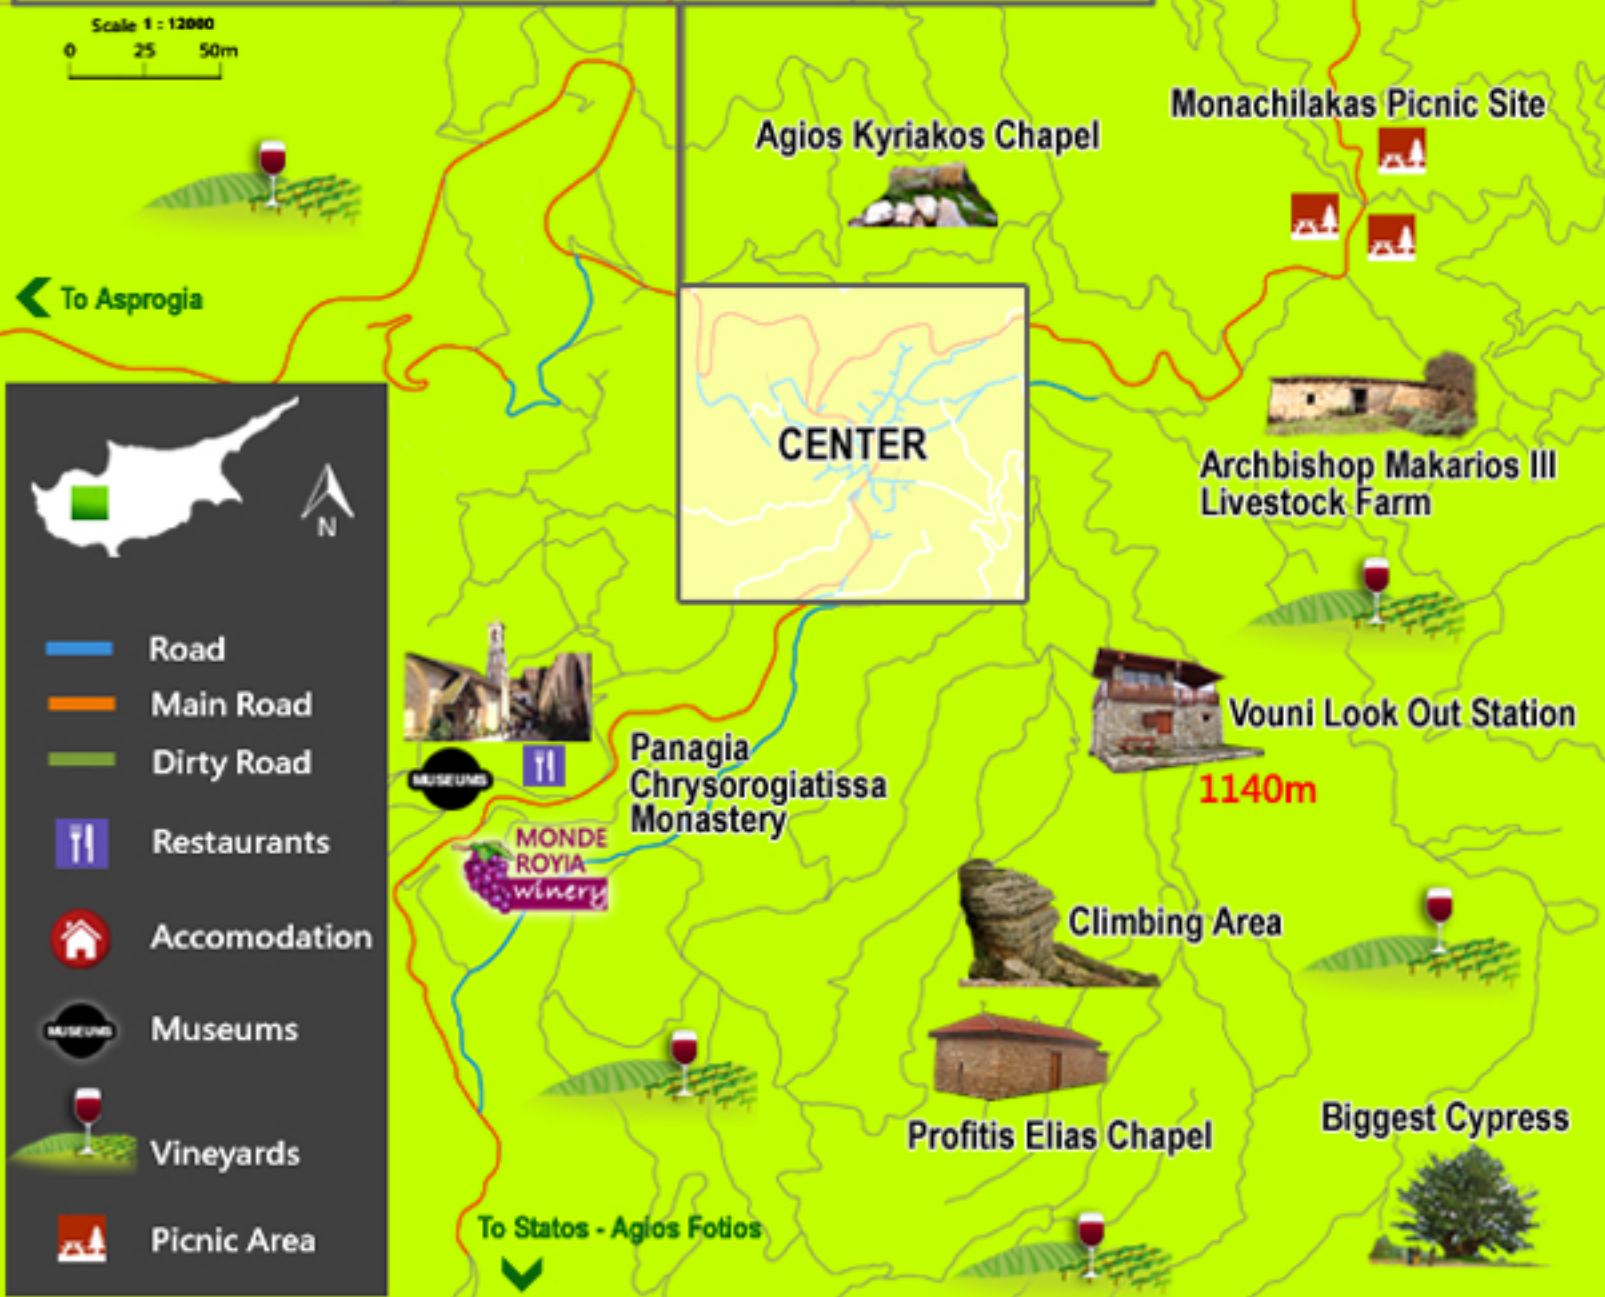 Scale 1 : 12000
0 25 50m
Agios Kyriakos Chapel
Monachilakas Picnic Site
To Asprogia
CENTER
Archbishop Makarios III
Livestock Farm
N
Road
Main Road
Dirty Road
Restaurants
Accomodation
MUSEUMS
Museums
Vineyards
Picnic Area
MUSEUMS
Panagia
Chrysorogiatissa
Monastery
MONDE
ROYIA
winery
Vouni Look Out Station
1140m
Climbing Area
Profitis Elias Chapel
Biggest Cypress
To Statos - Agios Fotios